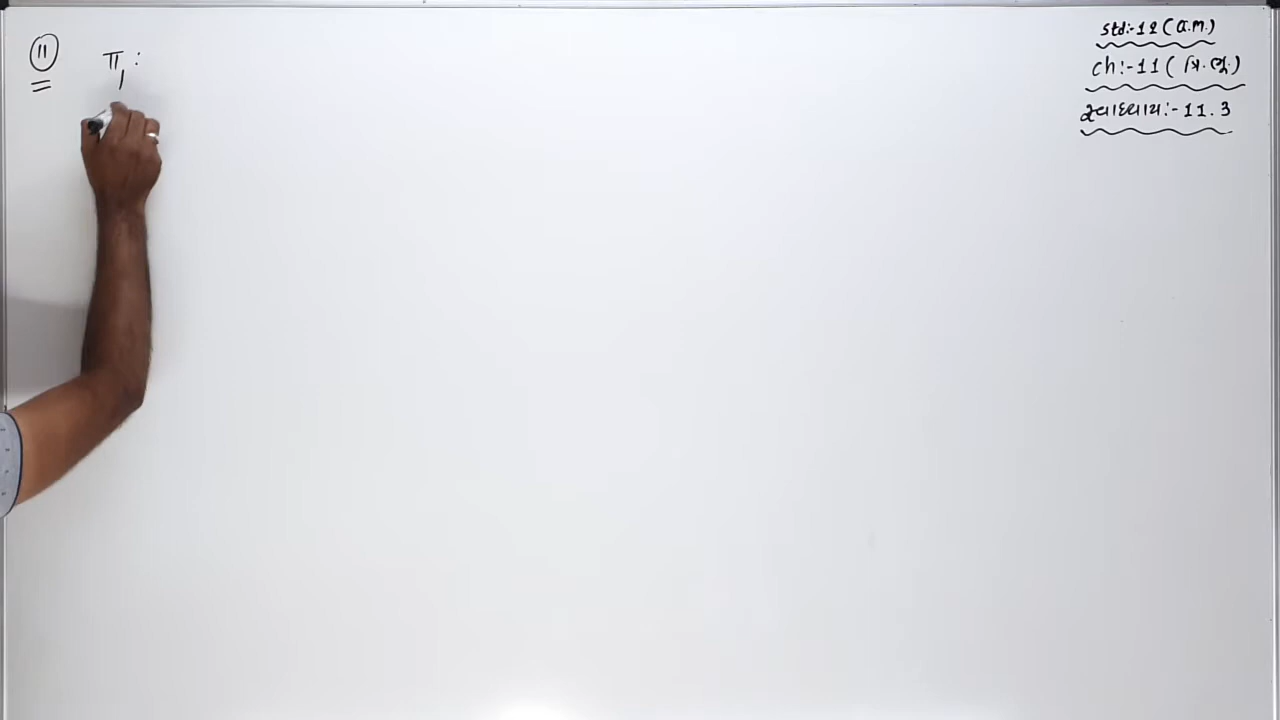 11
π₁ :
Std:-12 ( વ.પ્ર.)
Ch:-11 ( ત્રિ.ભૂ.)
સ્વાધ્યાય:- 11.3